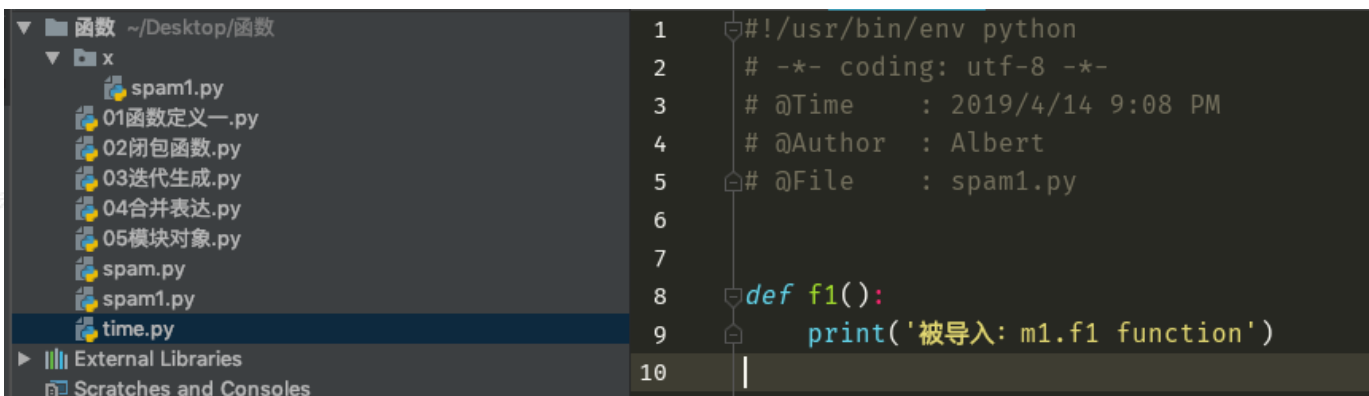 函数 ~/Desktop/函数
x
spam1.py
01函数定义一.py
02闭包函数.py
03迭代生成.py
04合并表达.py
05模块对象.py
spam.py
spam1.py
time.py
External Libraries
Scratches and Consoles
1 #!/usr/bin/env python
2 # -*- coding: utf-8 -*-
3 # @Time    : 2019/4/14 9:08 PM
4 # @Author  : Albert
5 # @File    : spam1.py
6
7
8 def f1():
9     print('被导入: m1.f1 function')
10